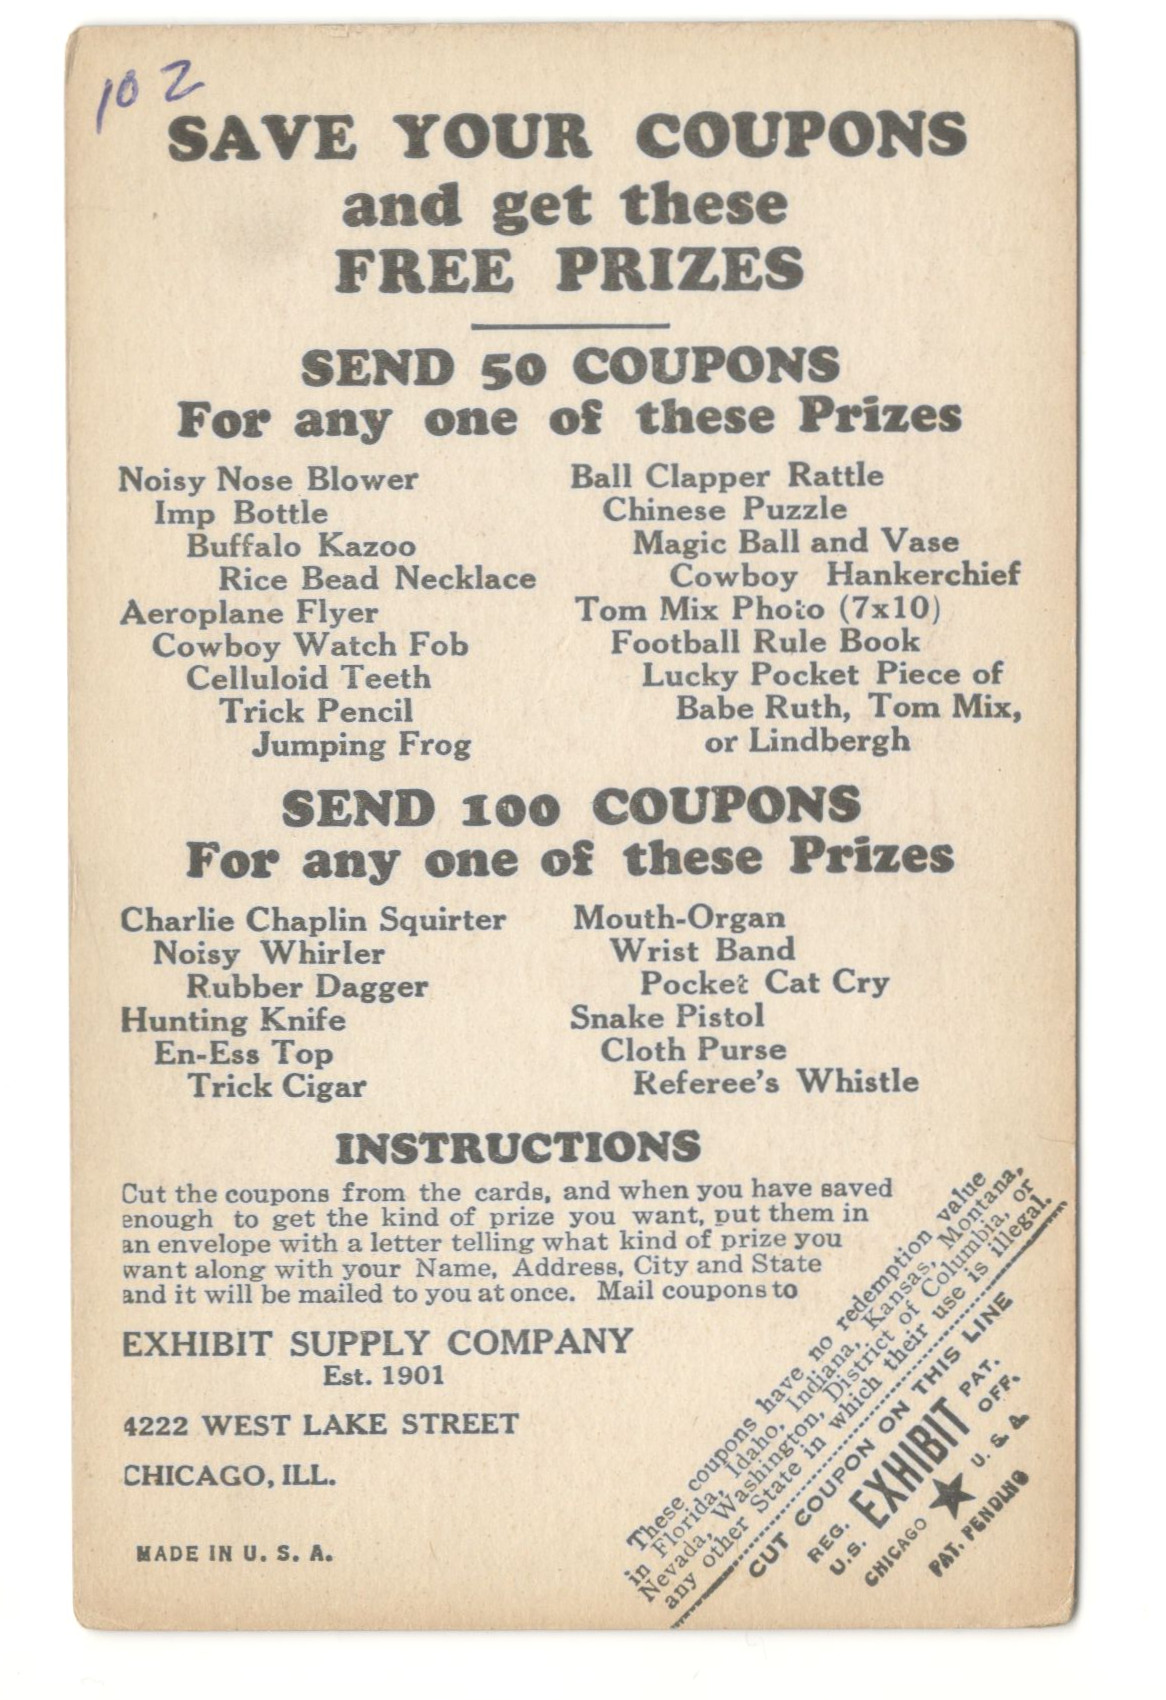 102
SAVE YOUR COUPONS
and get these
FREE PRIZES
SEND 50 COUPONS
For any one of these Prizes
Noisy Nose Blower
Imp Bottle
Buffalo Kazoo
Rice Bead Necklace
Aeroplane Flyer
Cowboy Watch Fob
Celluloid Teeth
Trick Pencil
Jumping Frog
Ball Clapper Rattle
Chinese Puzzle
Magic Ball and Vase
Cowboy Hankerchief
Tom Mix Photo (7x10)
Football Rule Book
Lucky Pocket Piece of
Babe Ruth, Tom Mix,
or Lindbergh
SEND 100 COUPONS
For any one of these Prizes
Charlie Chaplin Squirter
Noisy Whirler
Rubber Dagger
Hunting Knife
En-Ess Top
Trick Cigar
Mouth-Organ
Wrist Band
Pocket Cat Cry
Snake Pistol
Cloth Purse
Referee's Whistle
INSTRUCTIONS
Cut the coupons from the cards, and when you have saved
enough to get the kind of prize you want, put them in
an envelope with a letter telling what kind of prize you
want along with your Name, Address, City and State
and it will be mailed to you at once. Mail coupons to
EXHIBIT SUPPLY COMPANY
Est. 1901
4222 WEST LAKE STREET
CHICAGO, ILL.
MADE IN U. S. A.
These coupons have no redemption value
in Florida, Idaho, Indiana, Kansas, Montana,
Nevada, Washington, District of Columbia, or
any other State in which their use is illegal.
CUT COUPON ON THIS LINE
REG. EXHIBIT PAT.
U.S. OFF.
CHICAGO U. S. A.
PAT. PENDING